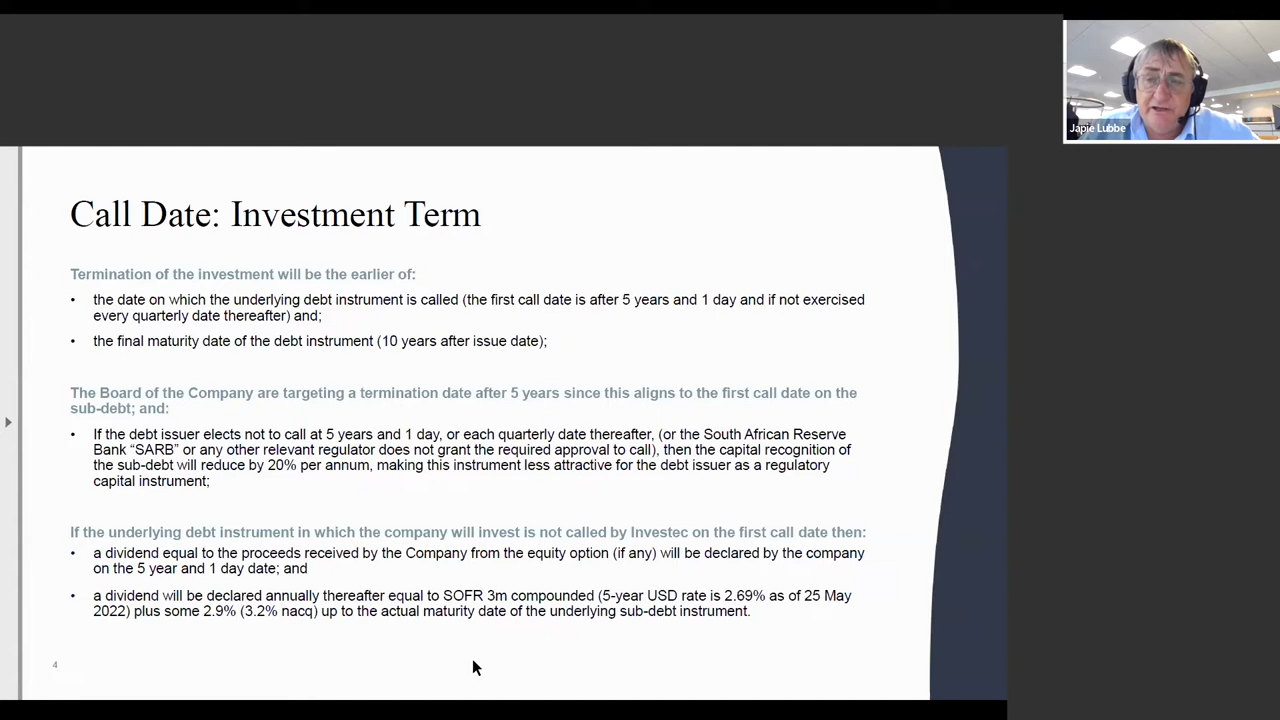 Japie Lubbe
Call Date: Investment Term
Termination of the investment will be the earlier of:
• the date on which the underlying debt instrument is called (the first call date is after 5 years and 1 day and if not exercised
every quarterly date thereafter) and;
• the final maturity date of the debt instrument (10 years after issue date);
The Board of the Company are targeting a termination date after 5 years since this aligns to the first call date on the
sub-debt; and:
• If the debt issuer elects not to call at 5 years and 1 day, or each quarterly date thereafter, (or the South African Reserve
Bank “SARB” or any other relevant regulator does not grant the required approval to call), then the capital recognition of
the sub-debt will reduce by 20% per annum, making this instrument less attractive for the debt issuer as a regulatory
capital instrument;
If the underlying debt instrument in which the company will invest is not called by Investec on the first call date then:
• a dividend equal to the proceeds received by the Company from the equity option (if any) will be declared by the company
on the 5 year and 1 day date; and
• a dividend will be declared annually thereafter equal to SOFR 3m compounded (5-year USD rate is 2.69% as of 25 May
2022) plus some 2.9% (3.2% nacq) up to the actual maturity date of the underlying sub-debt instrument.
4